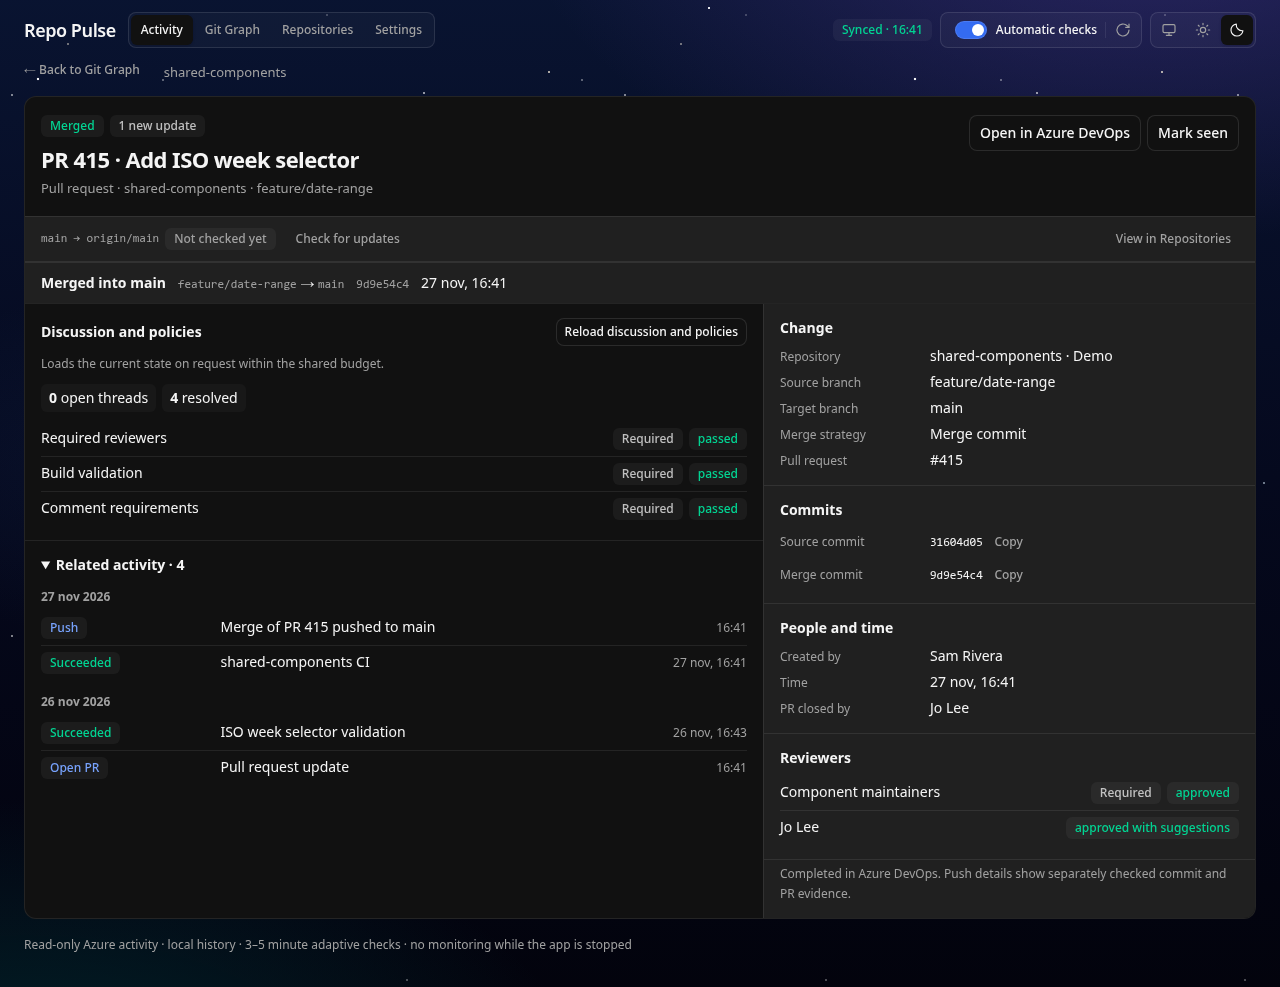 Repo Pulse
Activity
Git Graph
Repositories
Settings
Synced · 16:41
Automatic checks
← Back to Git Graph
shared-components
Merged
1 new update
Open in Azure DevOps
Mark seen
PR 415 · Add ISO week selector
Pull request · shared-components · feature/date-range
main → origin/main
Not checked yet
Check for updates
View in Repositories
Merged into main
feature/date-range → main
9d9e54c4
27 nov, 16:41
Discussion and policies
Reload discussion and policies
Loads the current state on request within the shared budget.
0 open threads
4 resolved
Required reviewers
Required
passed
Build validation
Required
passed
Comment requirements
Required
passed
▼ Related activity · 4
27 nov 2026
Push
Merge of PR 415 pushed to main
16:41
Succeeded
shared-components CI
27 nov, 16:41
26 nov 2026
Succeeded
ISO week selector validation
26 nov, 16:43
Open PR
Pull request update
16:41
Change
Repository
shared-components · Demo
Source branch
feature/date-range
Target branch
main
Merge strategy
Merge commit
Pull request
#415
Commits
Source commit
31604d05
Copy
Merge commit
9d9e54c4
Copy
People and time
Created by
Sam Rivera
Time
27 nov, 16:41
PR closed by
Jo Lee
Reviewers
Component maintainers
Required
approved
Jo Lee
approved with suggestions
Completed in Azure DevOps. Push details show separately checked commit and
PR evidence.
Read-only Azure activity · local history · 3–5 minute adaptive checks · no monitoring while the app is stopped